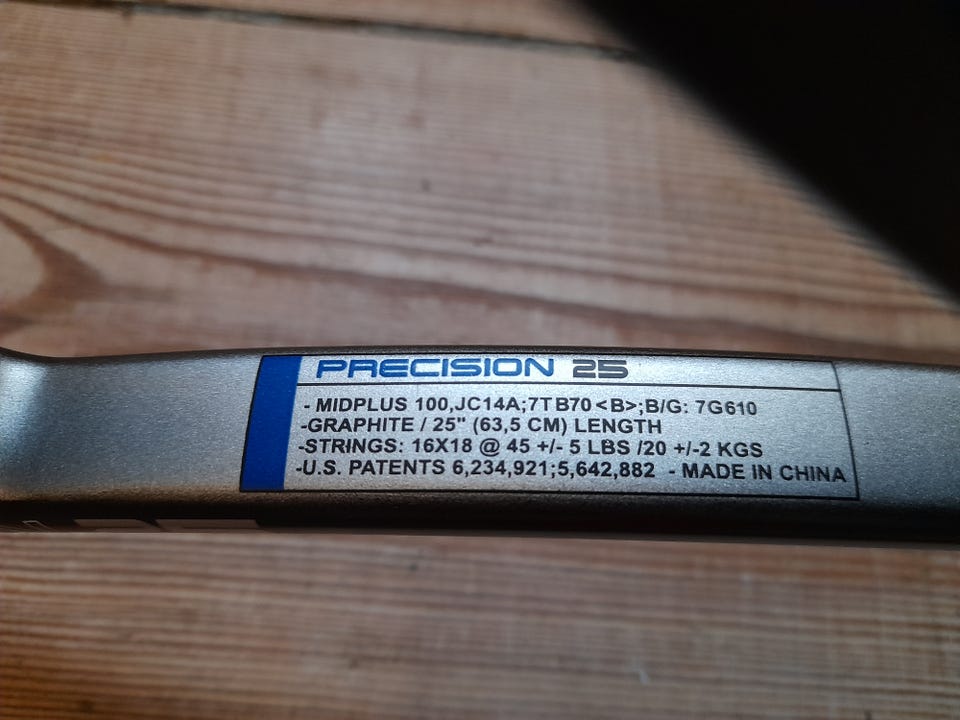 PRECISION 25
- MIDPLUS 100,JC14A;7TB70<B>;B/G: 7G610
-GRAPHITE / 25" (63,5 CM) LENGTH
-STRINGS: 16X18 @ 45 +/- 5 LBS /20 +/-2 KGS
-U.S. PATENTS 6,234,921;5,642,882 - MADE IN CHINA